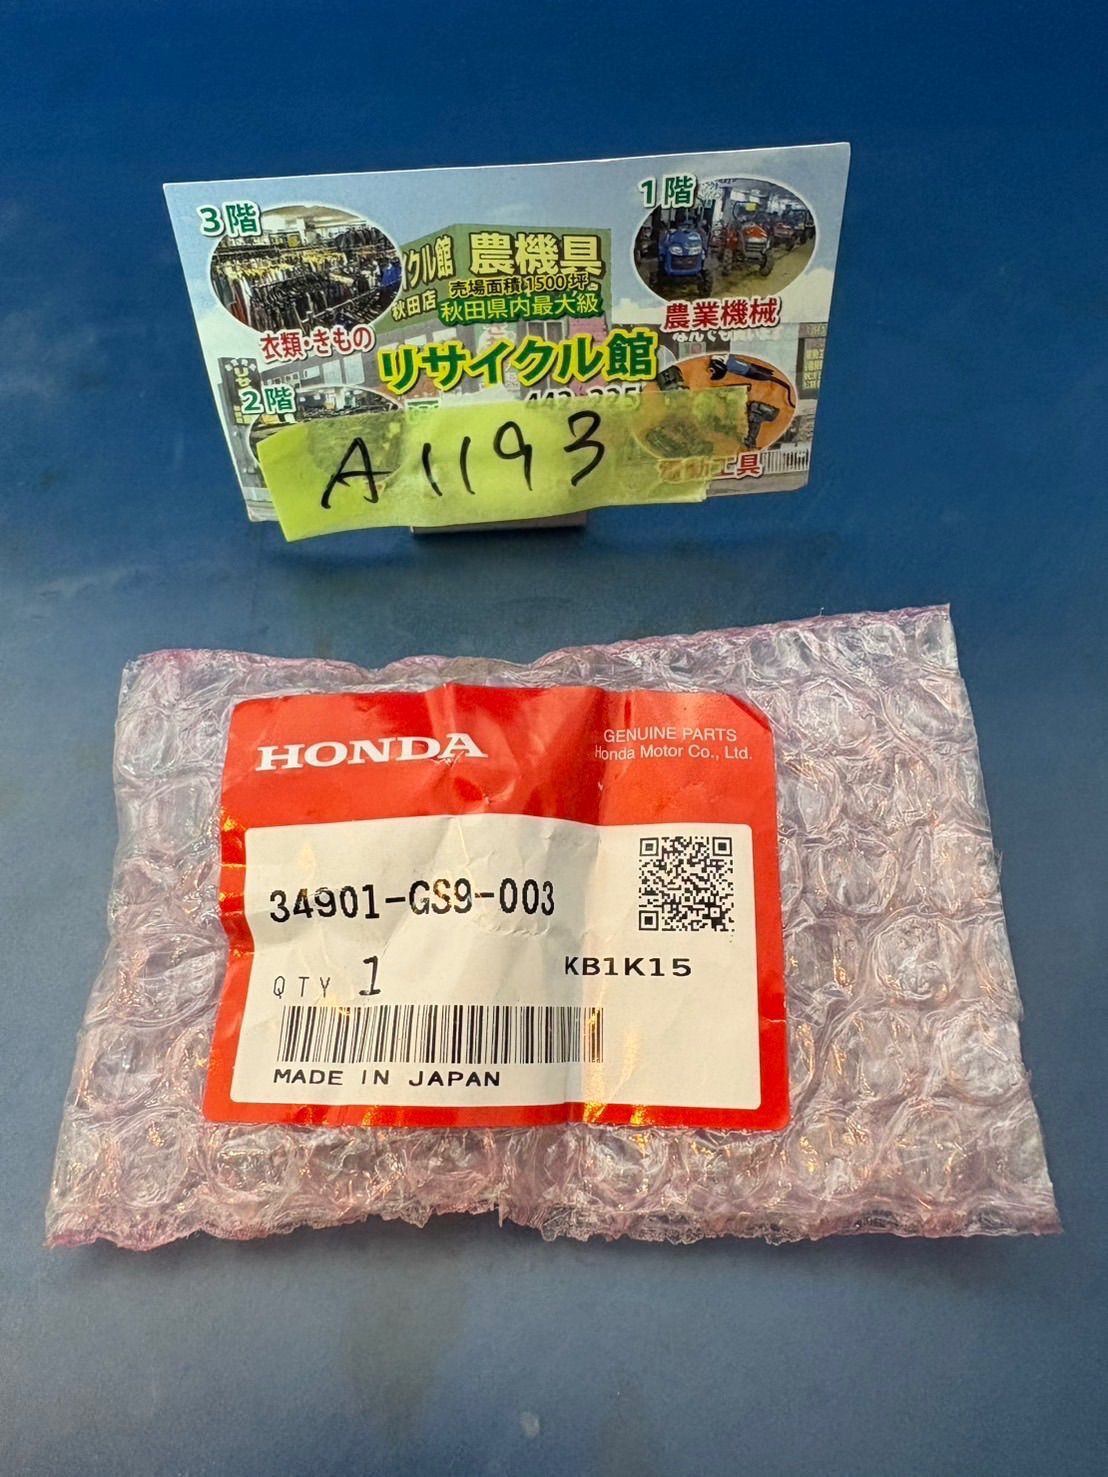 3階
1階
イクル館 農機具
秋田店 売場面積1500坪
秋田県内最大級
農業機械
衣類・きもの
リサイクル館
2階
A1193
HONDA
GENUINE PARTS
Honda Motor Co., Ltd.
34901-GS9-003
QTY 1
KB1K15
MADE IN JAPAN